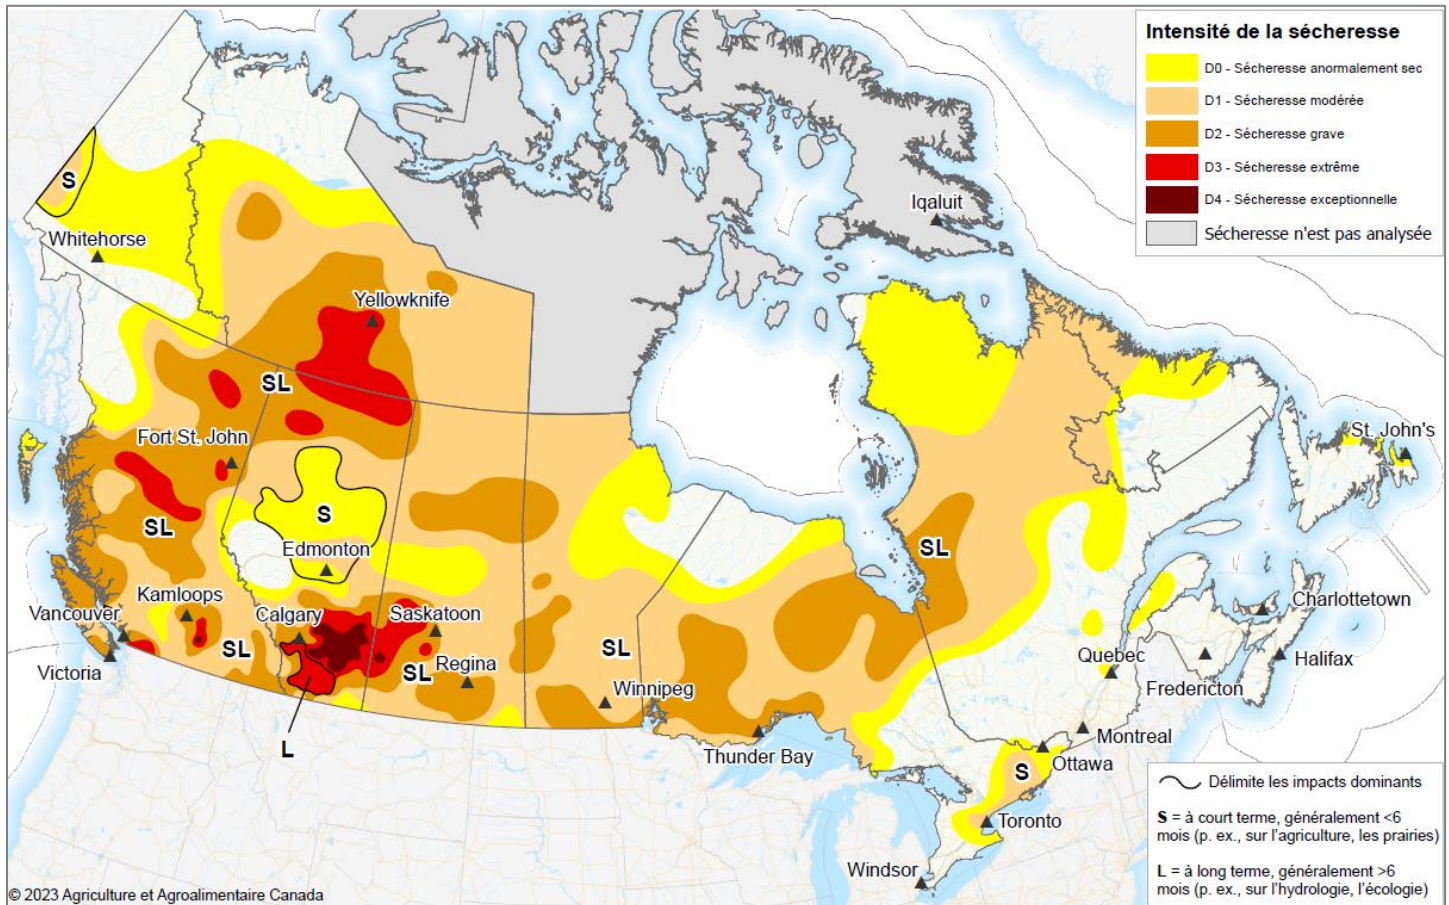 Intensité de la sécheresse
D0 - Sécheresse anormalement sec
D1 - Sécheresse modérée
D2 - Sécheresse grave
D3 - Sécheresse extrême
D4 - Sécheresse exceptionnelle
Sécheresse n'est pas analysée
S
Iqaluit
Whitehorse
Yellowknife
SL
Fort St. John
St. John's
S
SL
Edmonton
SL
Kamloops
Calgary
Saskatoon
Charlottetown
Vancouver
SL
SL
SL
Regina
Quebec
Halifax
Victoria
Fredericton
Winnipeg
L
Thunder Bay
Montreal
Ottawa
S
Toronto
Windsor
Délimite les impacts dominants
S = à court terme, généralement <6
mois (p. ex., sur l'agriculture, les prairies)
L = à long terme, généralement >6
mois (p. ex., sur l'hydrologie, l'écologie)
© 2023 Agriculture et Agroalimentaire Canada